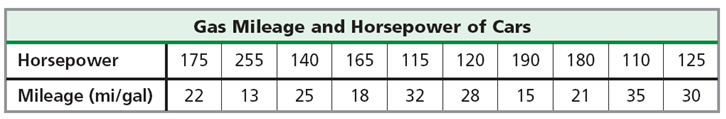 Gas Mileage and Horsepower of Cars
Horsepower 175 255 140 165 115 120 190 180 110 125
Mileage (mi/gal) 22 13 25 18 32 28 15 21 35 30